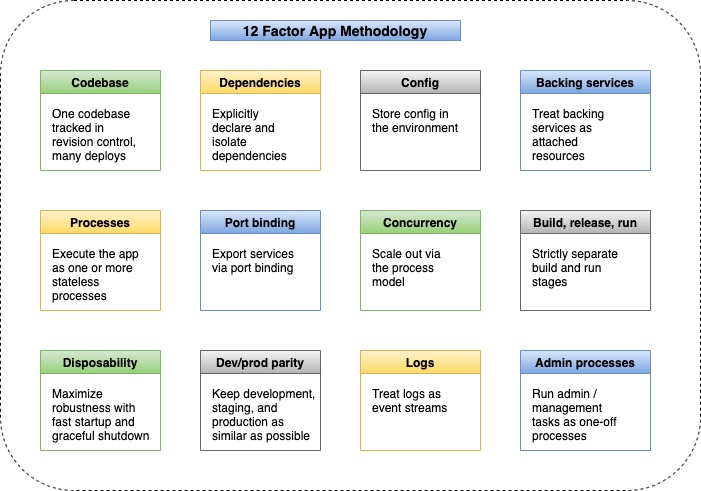 12 Factor App Methodology
Codebase
One codebase
tracked in
revision control,
many deploys
Dependencies
Explicitly
declare and
isolate
dependencies
Config
Store config in
the environment
Backing services
Treat backing
services as
attached
resources
Processes
Execute the app
as one or more
stateless
processes
Port binding
Export services
via port binding
Concurrency
Scale out via
the process
model
Build, release, run
Strictly separate
build and run
stages
Disposability
Maximize
robustness with
fast startup and
graceful shutdown
Dev/prod parity
Keep development,
staging, and
production as
similar as possible
Logs
Treat logs as
event streams
Admin processes
Run admin /
management
tasks as one-off
processes